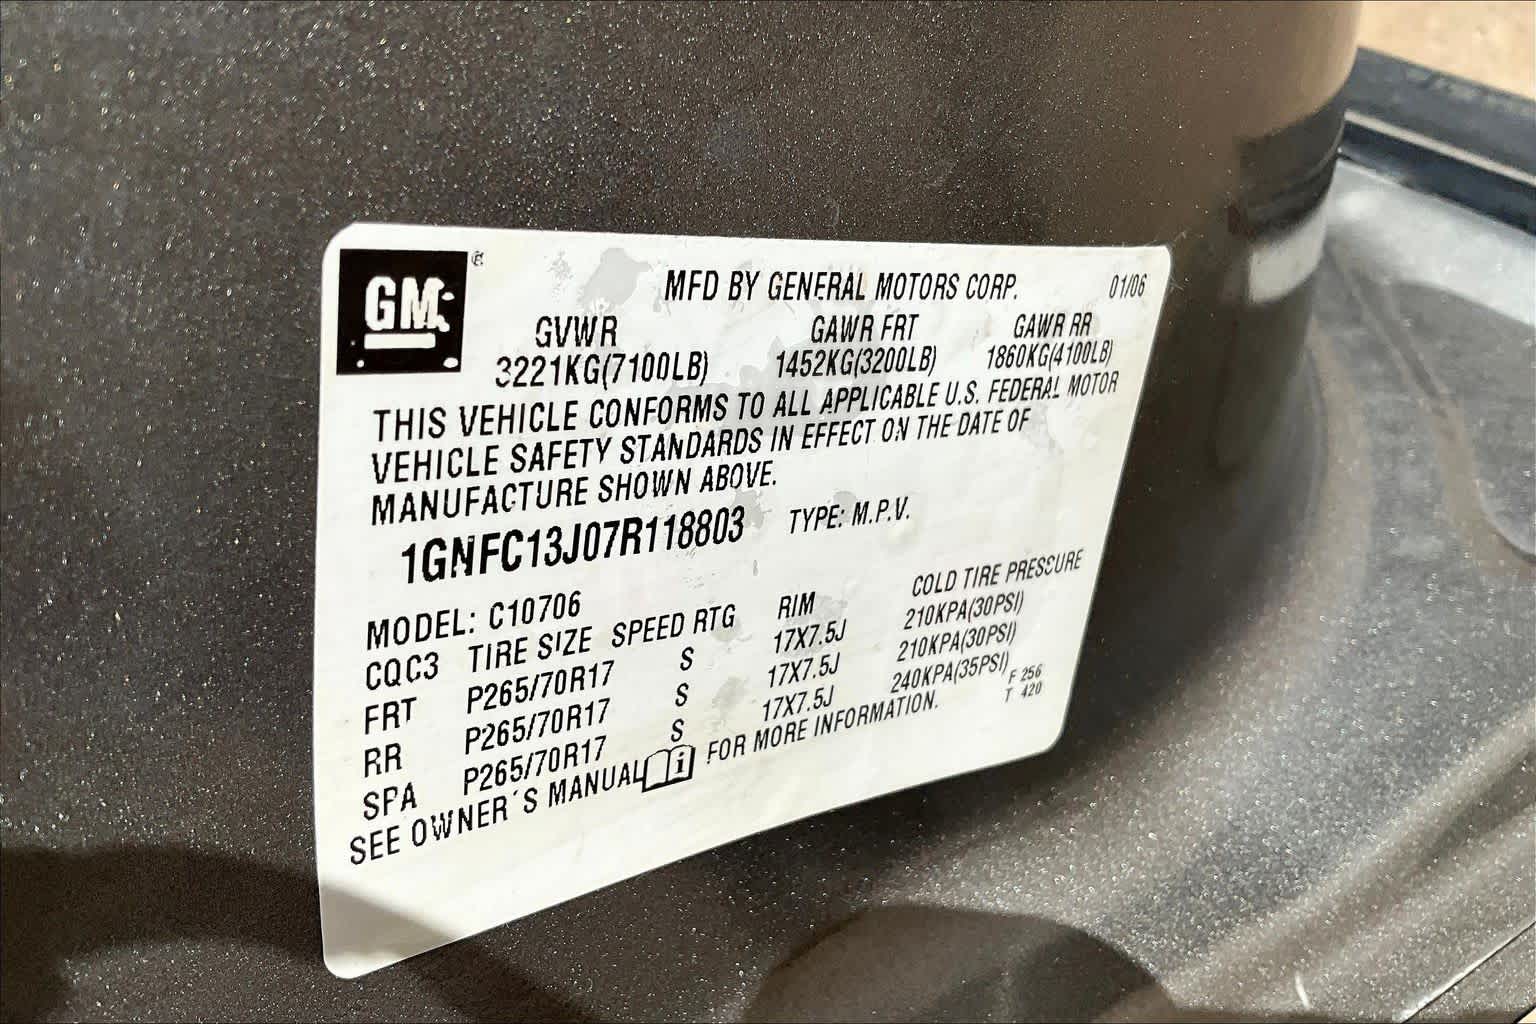 GM ®
MFD BY GENERAL MOTORS CORP. 01/06
GVWR GAWR FRT GAWR RR
3221KG(7100LB) 1452KG(3200LB) 1860KG(4100LB)
THIS VEHICLE CONFORMS TO ALL APPLICABLE U.S. FEDERAL MOTOR
VEHICLE SAFETY STANDARDS IN EFFECT ON THE DATE OF
MANUFACTURE SHOWN ABOVE.
1GNFC13J07R118803 TYPE: M.P.V.
MODEL: C10706
CQC3 TIRE SIZE SPEED RTG RIM COLD TIRE PRESSURE
FRT P265/70R17 S 17X7.5J 210KPA(30PSI)
RR P265/70R17 S 17X7.5J 210KPA(30PSI)
SPA P265/70R17 S 17X7.5J 240KPA(35PSI)
SEE OWNER'S MANUAL i FOR MORE INFORMATION.
F 256
T 420